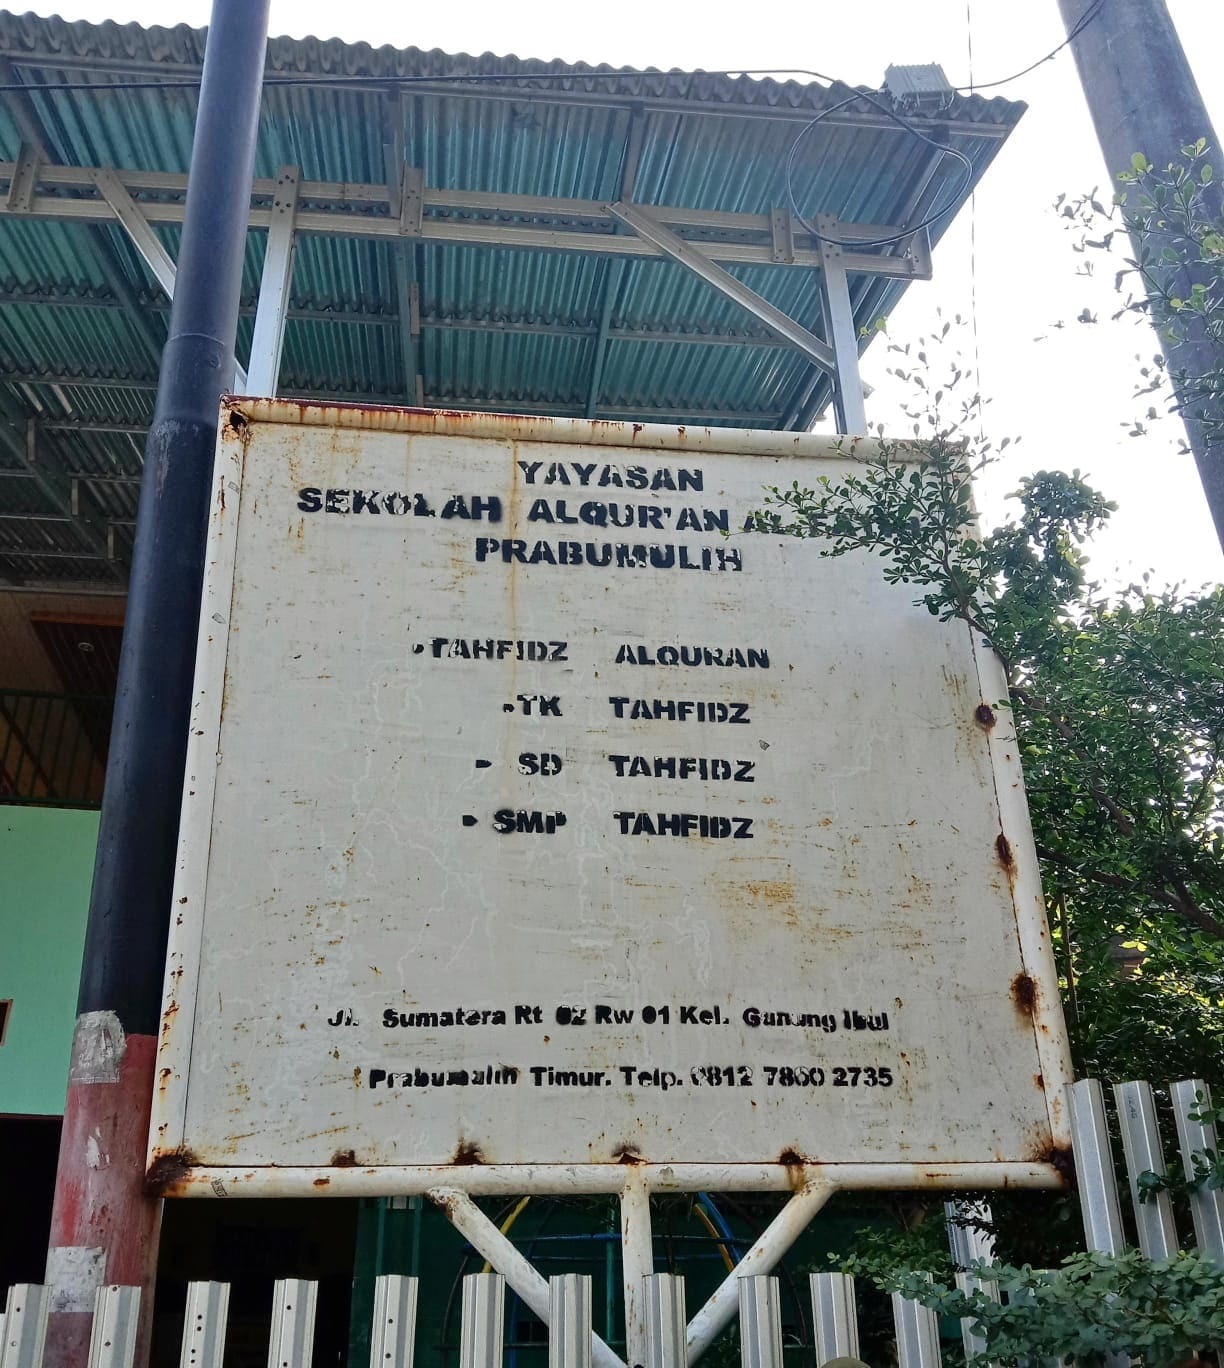 YAYASAN
SEKOLAH ALQUR'AN
PRABUMULIH
• TAHFIDZ ALQURAN
• TK TAHFIDZ
• SD TAHFIDZ
• SMP TAHFIDZ
JL. Sumatera Rt 02 Rw 01 Kel. Gunung Ibul
Prabumulih Timur. Telp. 0812 7800 2735